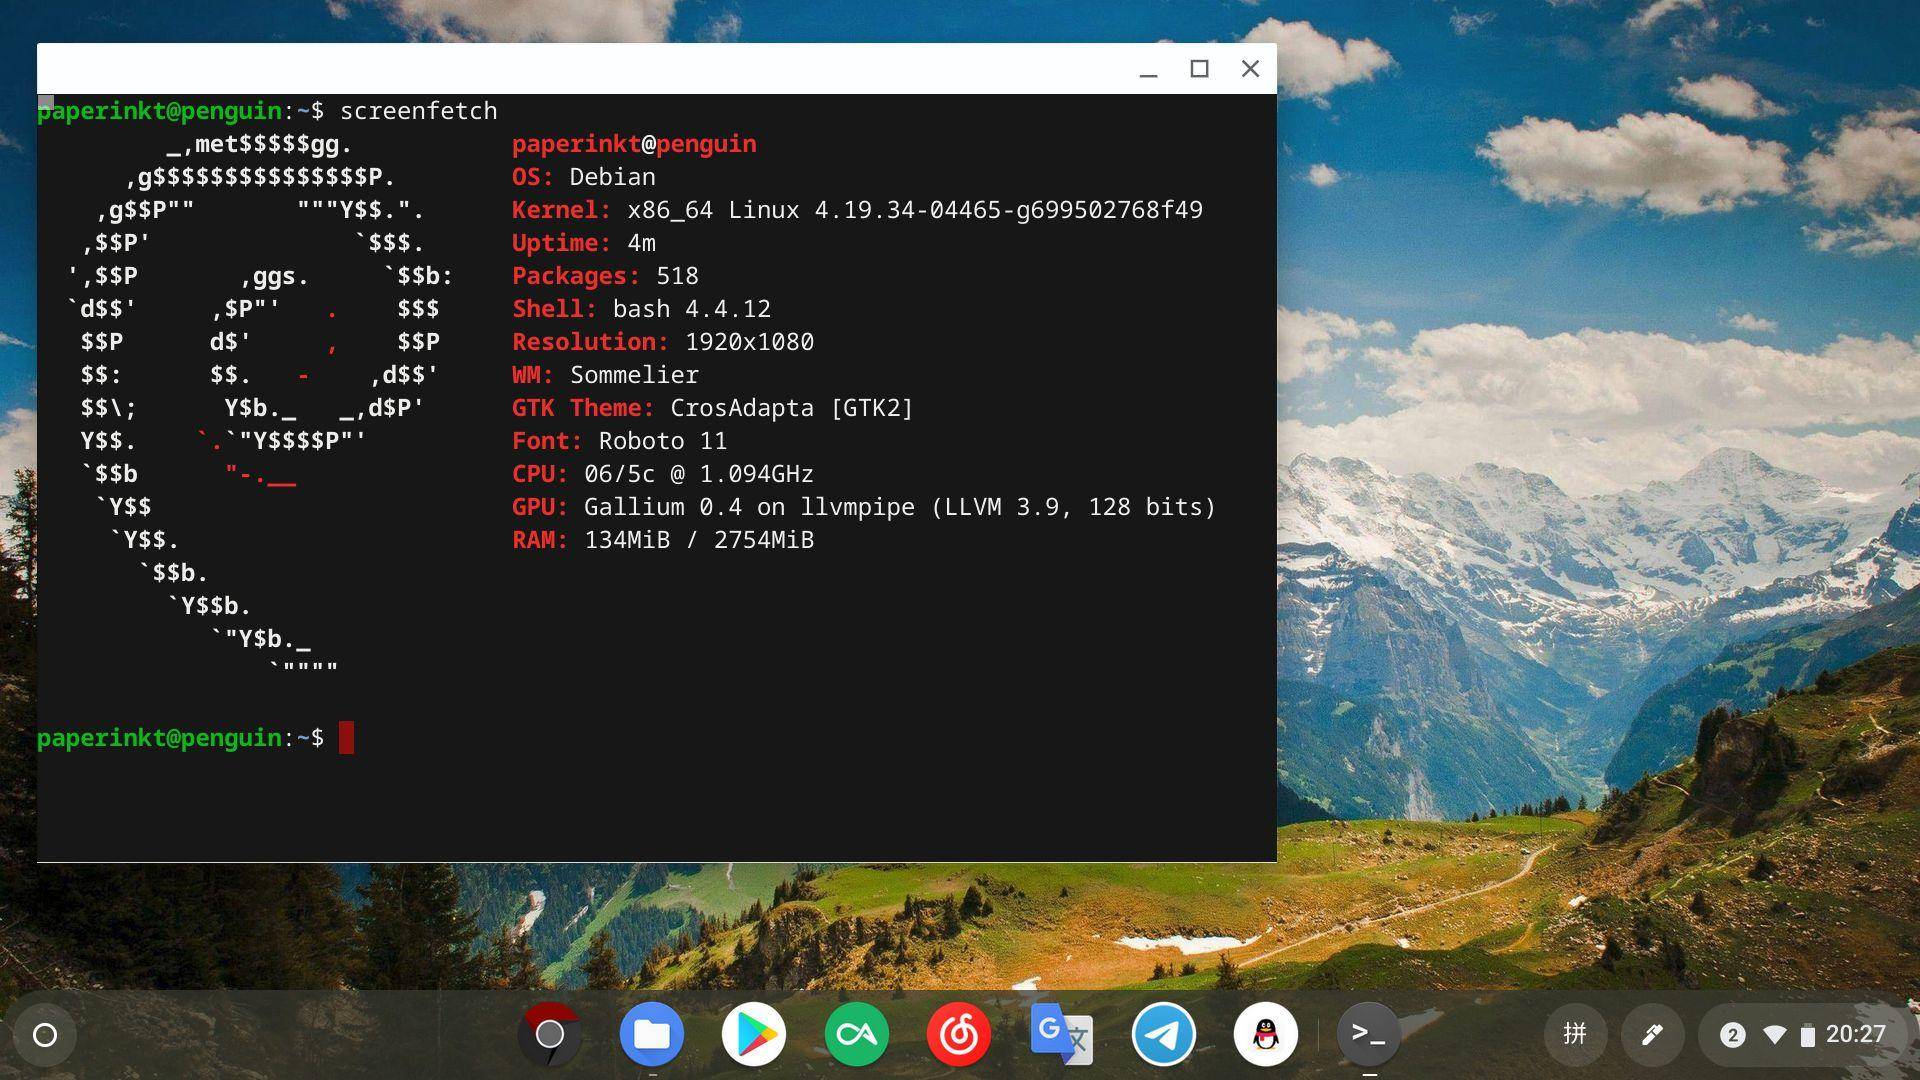 paperinkt@penguin:~$ screenfetch
         _,met$$$$$gg.           paperinkt@penguin
      ,g$$$$$$$$$$$$$$$P.        OS: Debian
    ,g$$P""       """Y$$.".      Kernel: x86_64 Linux 4.19.34-04465-g699502768f49
   ,$$P'              `$$$.      Uptime: 4m
  ',$$P       ,ggs.     `$$b:    Packages: 518
  `d$$'     ,$P"'   .    $$$     Shell: bash 4.4.12
   $$P      d$'     ,    $$P     Resolution: 1920x1080
   $$:      $$.   -    ,d$$'     WM: Sommelier
   $$\;      Y$b._   _,d$P'      GTK Theme: CrosAdapta [GTK2]
   Y$$.    `.`"Y$$$$P"'          Font: Roboto 11
   `$$b      "-.__               CPU: 06/5c @ 1.094GHz
    `Y$$                         GPU: Gallium 0.4 on llvmpipe (LLVM 3.9, 128 bits)
     `Y$$.                       RAM: 134MiB / 2754MiB
       `$$b.
         `Y$$b.
            `"Y$b._
                `""""
paperinkt@penguin:~$
G 文
>_
拼
2 20:27